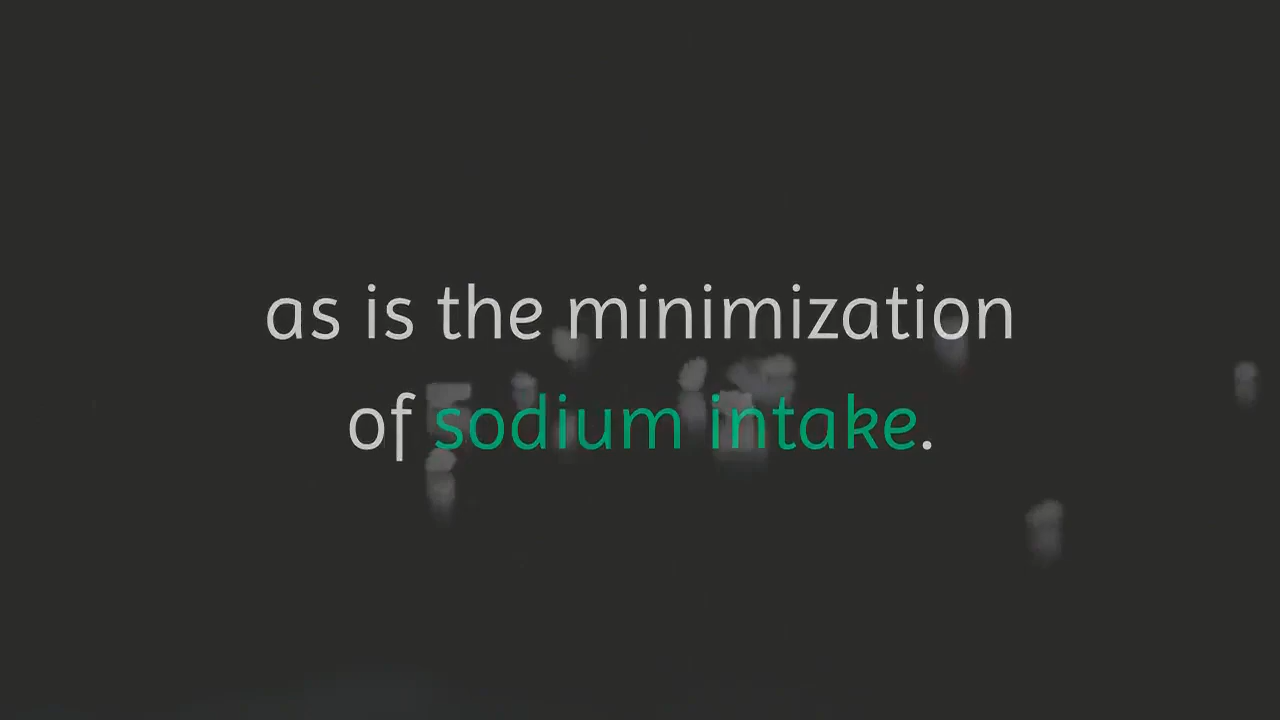 as is the minimization
of sodium intake.